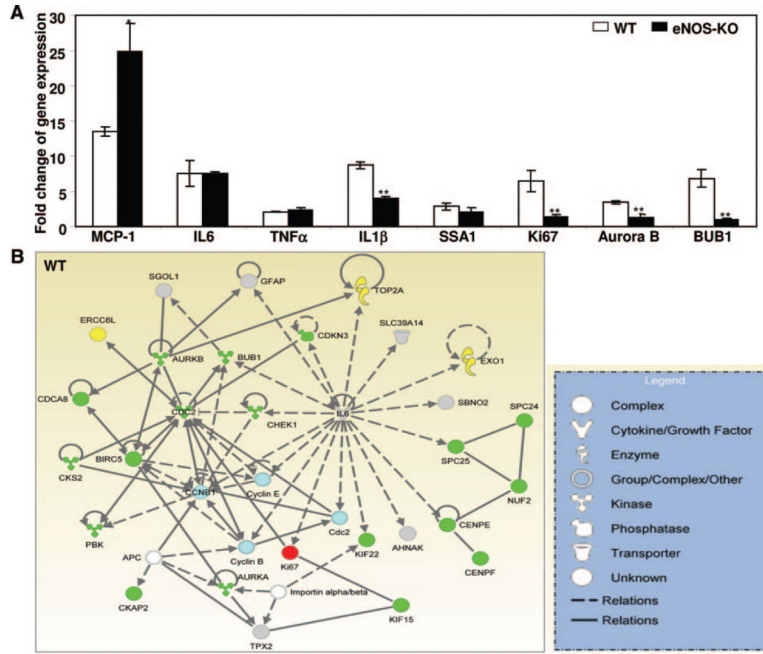 A
Fold change of gene expression
30
25
20
15
10
5
0
WT eNOS-KO
*
**
**
**
**
MCP-1 IL6 TNFα IL1β SSA1 Ki67 Aurora B BUB1
B
WT
SGOL1
GFAP
TOP2A
ERCC6L
SLC39A14
CDKN3
AURKB
BUB1
EXO1
CDCA8
CDC2
IL6
SBNO2
CHEK1
SPC24
BIRC5
SPC25
CKS2
Cyclin E
CCNB1
NUF2
Cdc2
CENPE
PBK
AHNAK
APC
Cyclin B
Ki67
KIF22
CENPF
AURKA
CKAP2
Importin alpha/beta
KIF15
TPX2
Legend
Complex
Cytokine/Growth Factor
Enzyme
Group/Complex/Other
Kinase
Phosphatase
Transporter
Unknown
Relations
Relations